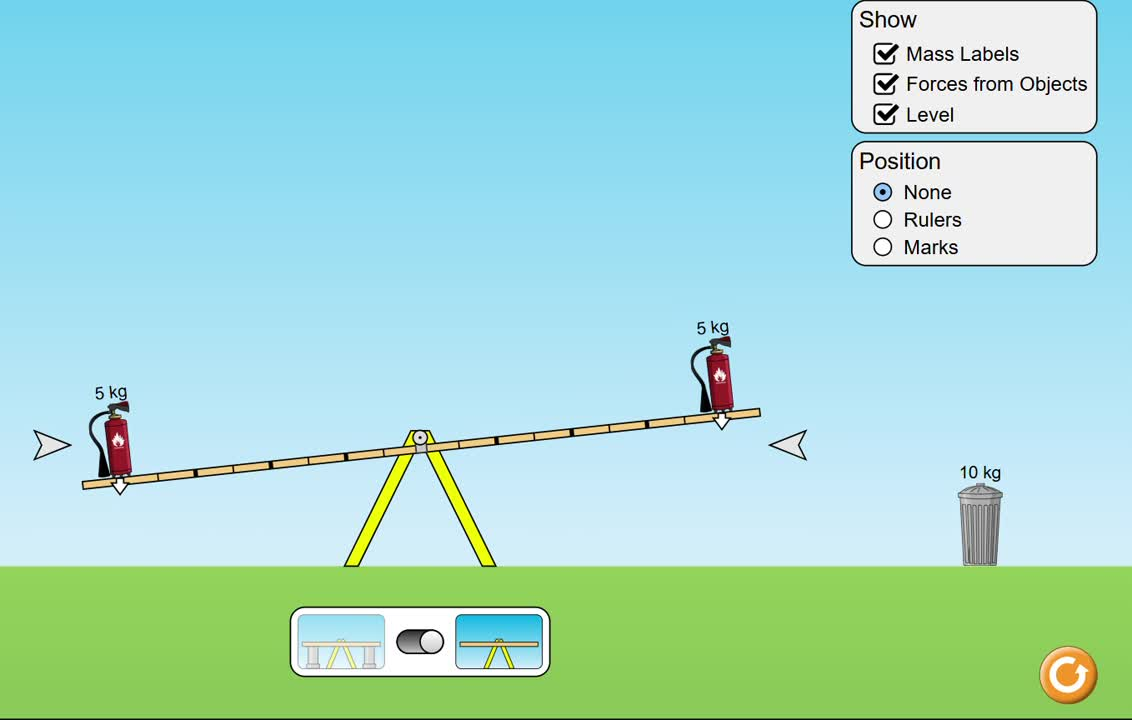 Show
Mass Labels
Forces from Objects
Level
Position
None
Rulers
Marks
5 kg
5 kg
10 kg